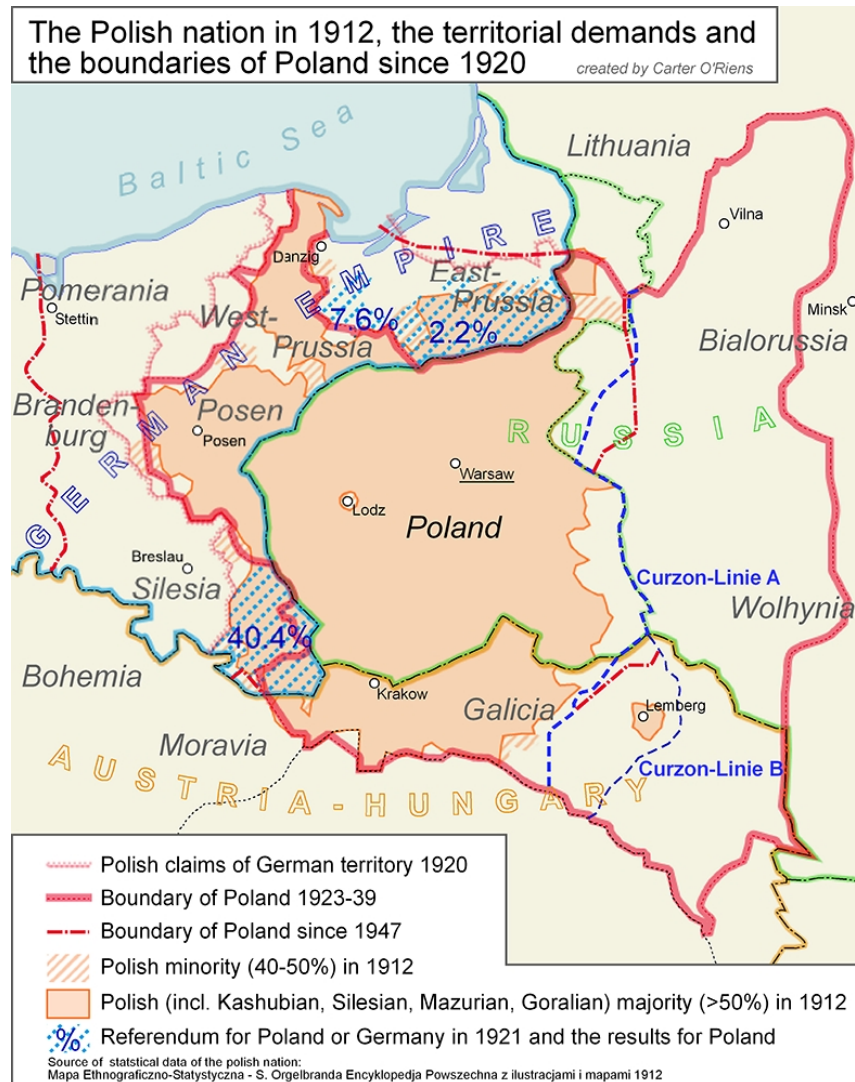 The Polish nation in 1912, the territorial demands and
the boundaries of Poland since 1920
created by Carter O'Riens
Baltic Sea
Lithuania
Vilna
Danzig
GERMAN EMPIRE
East-
Prussia
Pomerania
Stettin
West-
Prussia
7.6%
2.2%
Minsk
Bialorussia
Branden-
burg
Posen
Posen
RUSSIA
Warsaw
Lodz
Poland
Breslau
Silesia
40.4%
Curzon-Linie A
Wolhynia
Bohemia
Krakow
Galicia
Lemberg
Moravia
Curzon-Linie B
AUSTRIA-HUNGARY
Polish claims of German territory 1920
Boundary of Poland 1923-39
Boundary of Poland since 1947
Polish minority (40-50%) in 1912
Polish (incl. Kashubian, Silesian, Mazurian, Goralian) majority (>50%) in 1912
% Referendum for Poland or Germany in 1921 and the results for Poland
Source of statstical data of the polish nation:
Mapa Ethnograficzno-Statystyczna - S. Orgelbranda Encyklopedja Powszechna z ilustracjami i mapami 1912